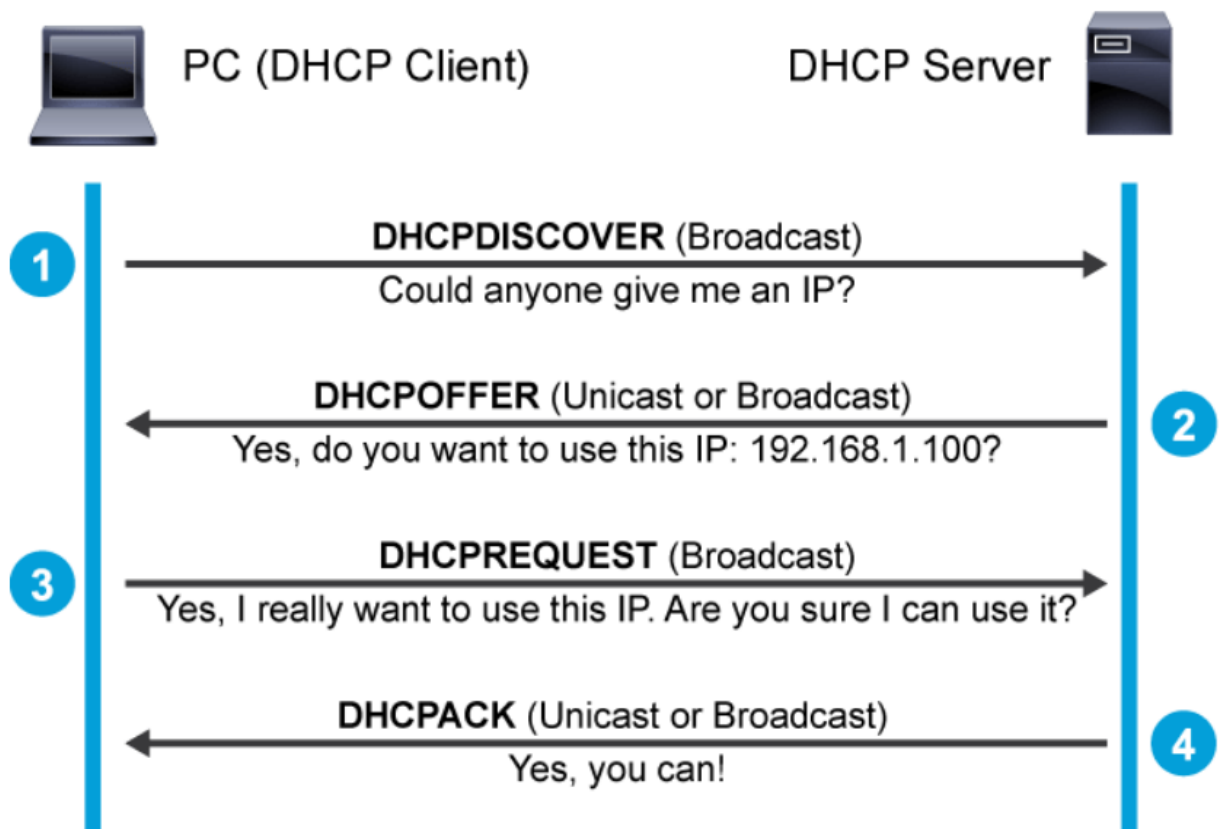 PC (DHCP Client)
DHCP Server
1
DHCPDISCOVER (Broadcast)
Could anyone give me an IP?
DHCPOFFER (Unicast or Broadcast)
2
Yes, do you want to use this IP: 192.168.1.100?
DHCPREQUEST (Broadcast)
3
Yes, I really want to use this IP. Are you sure I can use it?
DHCPACK (Unicast or Broadcast)
4
Yes, you can!